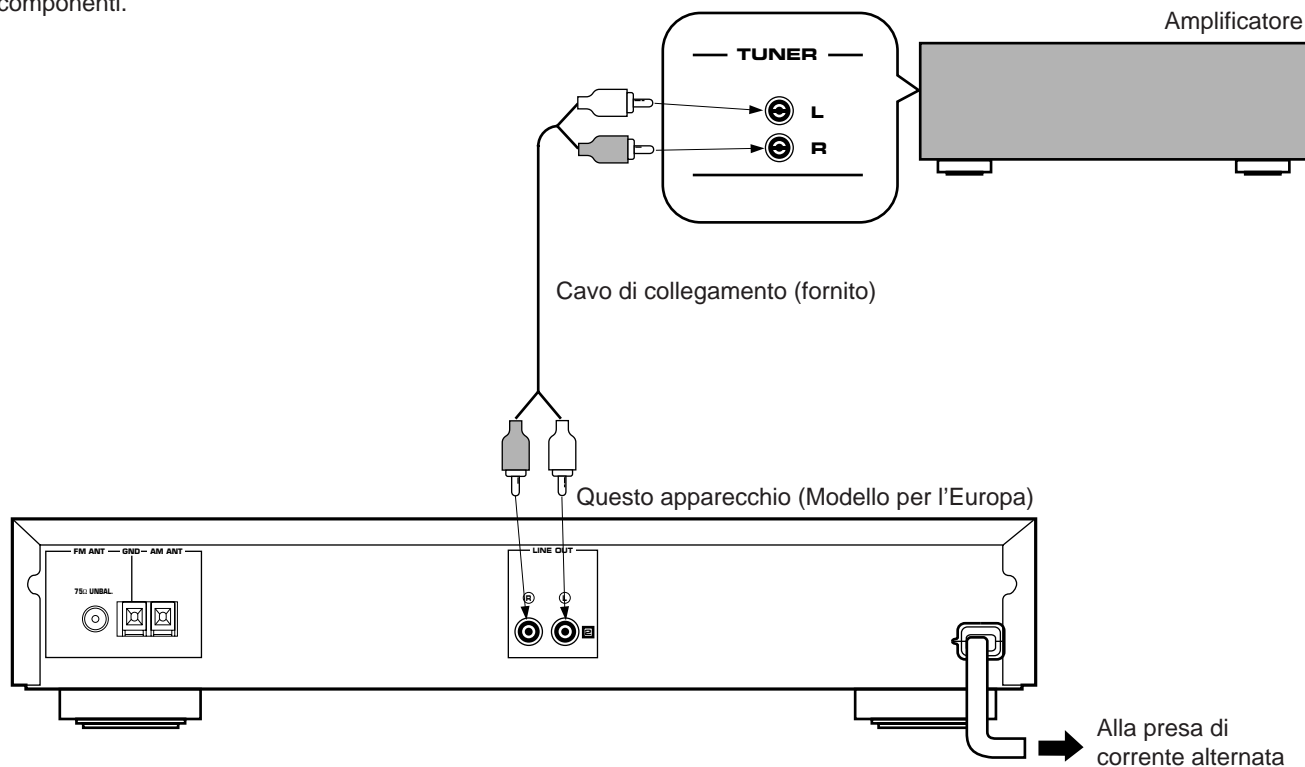 componenti.
Amplificatore
TUNER
L
R
Cavo di collegamento (fornito)
Questo apparecchio (Modello per l’Europa)
FM ANT GND AM ANT
LINE OUT
75Ω UNBAL.
R L
2
Alla presa di
corrente alternata